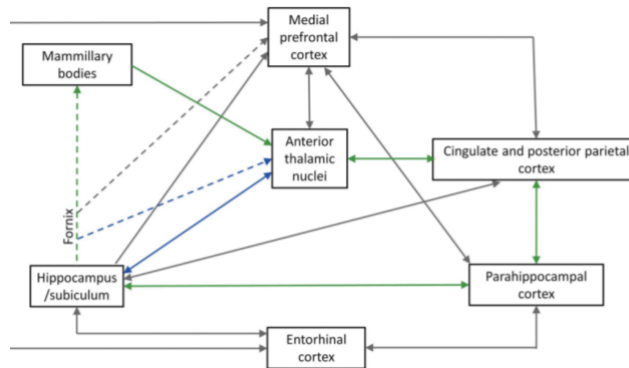 Medial
prefrontal
cortex
Mammillary
bodies
Anterior
thalamic
nuclei
Cingulate and posterior parietal
cortex
Fornix
Hippocampus
/subiculum
Parahippocampal
cortex
Entorhinal
cortex